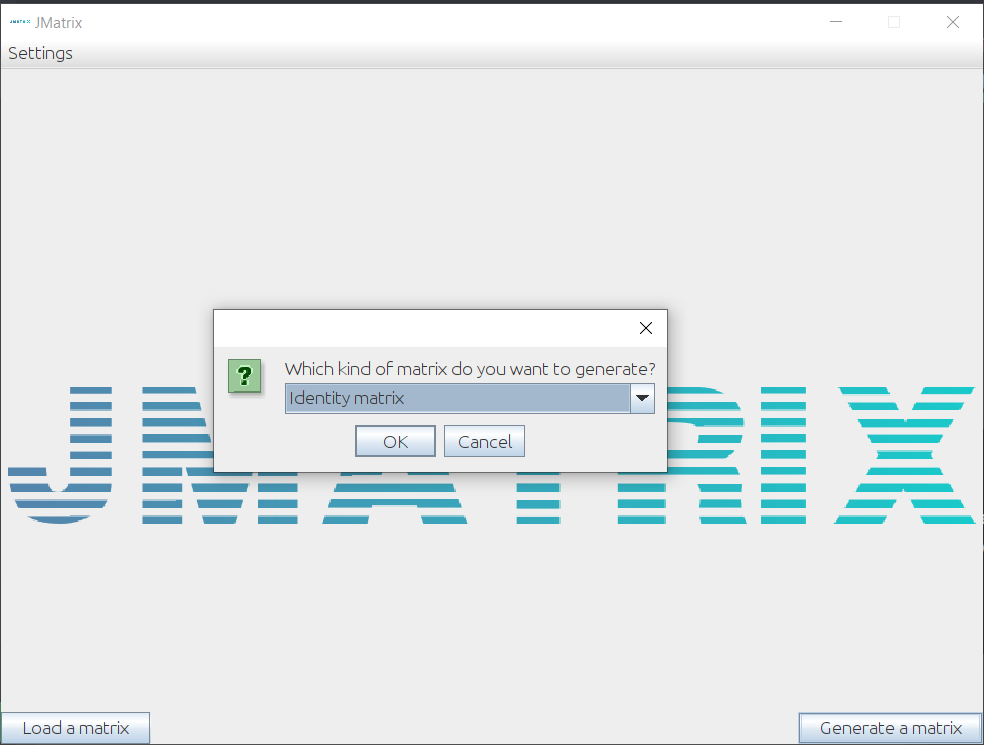 JMatrix
Settings
Which kind of matrix do you want to generate?
Identity matrix
OK
Cancel
JMATRIX
Load a matrix
Generate a matrix